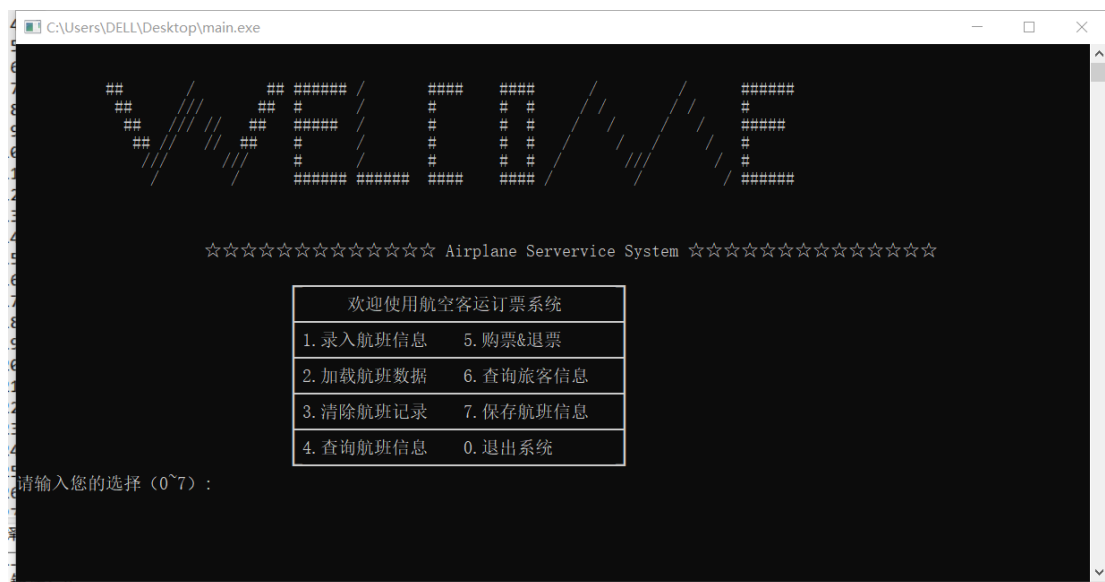 C:\Users\DELL\Desktop\main.exe
WELCOME
☆☆☆☆☆☆☆☆☆☆☆☆☆ Airplane Servervice System ☆☆☆☆☆☆☆☆☆☆☆☆☆☆
欢迎使用航空客运订票系统
1.录入航班信息 5.购票&退票
2.加载航班数据 6.查询旅客信息
3.清除航班记录 7.保存航班信息
4.查询航班信息 0.退出系统
请输入您的选择（0~7）: